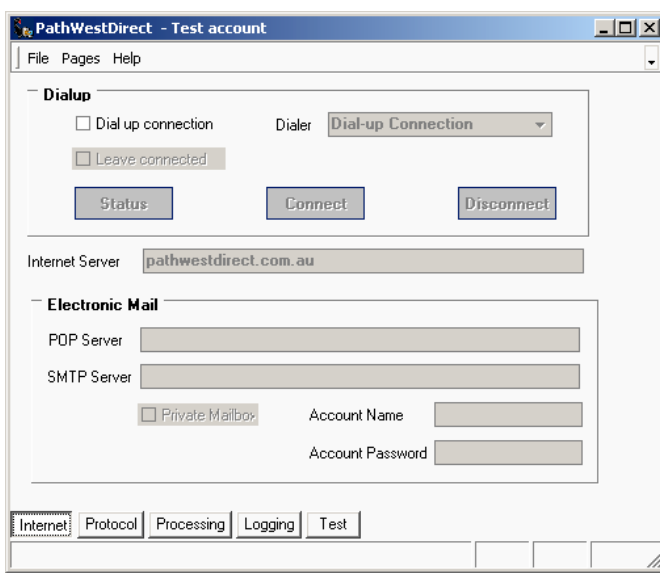 PathWestDirect - Test account
File Pages Help
Dialup
Dial up connection
Dialer
Dial-up Connection
Leave connected
Status
Connect
Disconnect
Internet Server
pathwestdirect.com.au
Electronic Mail
POP Server
SMTP Server
Private Mailbox
Account Name
Account Password
Internet Protocol Processing Logging Test